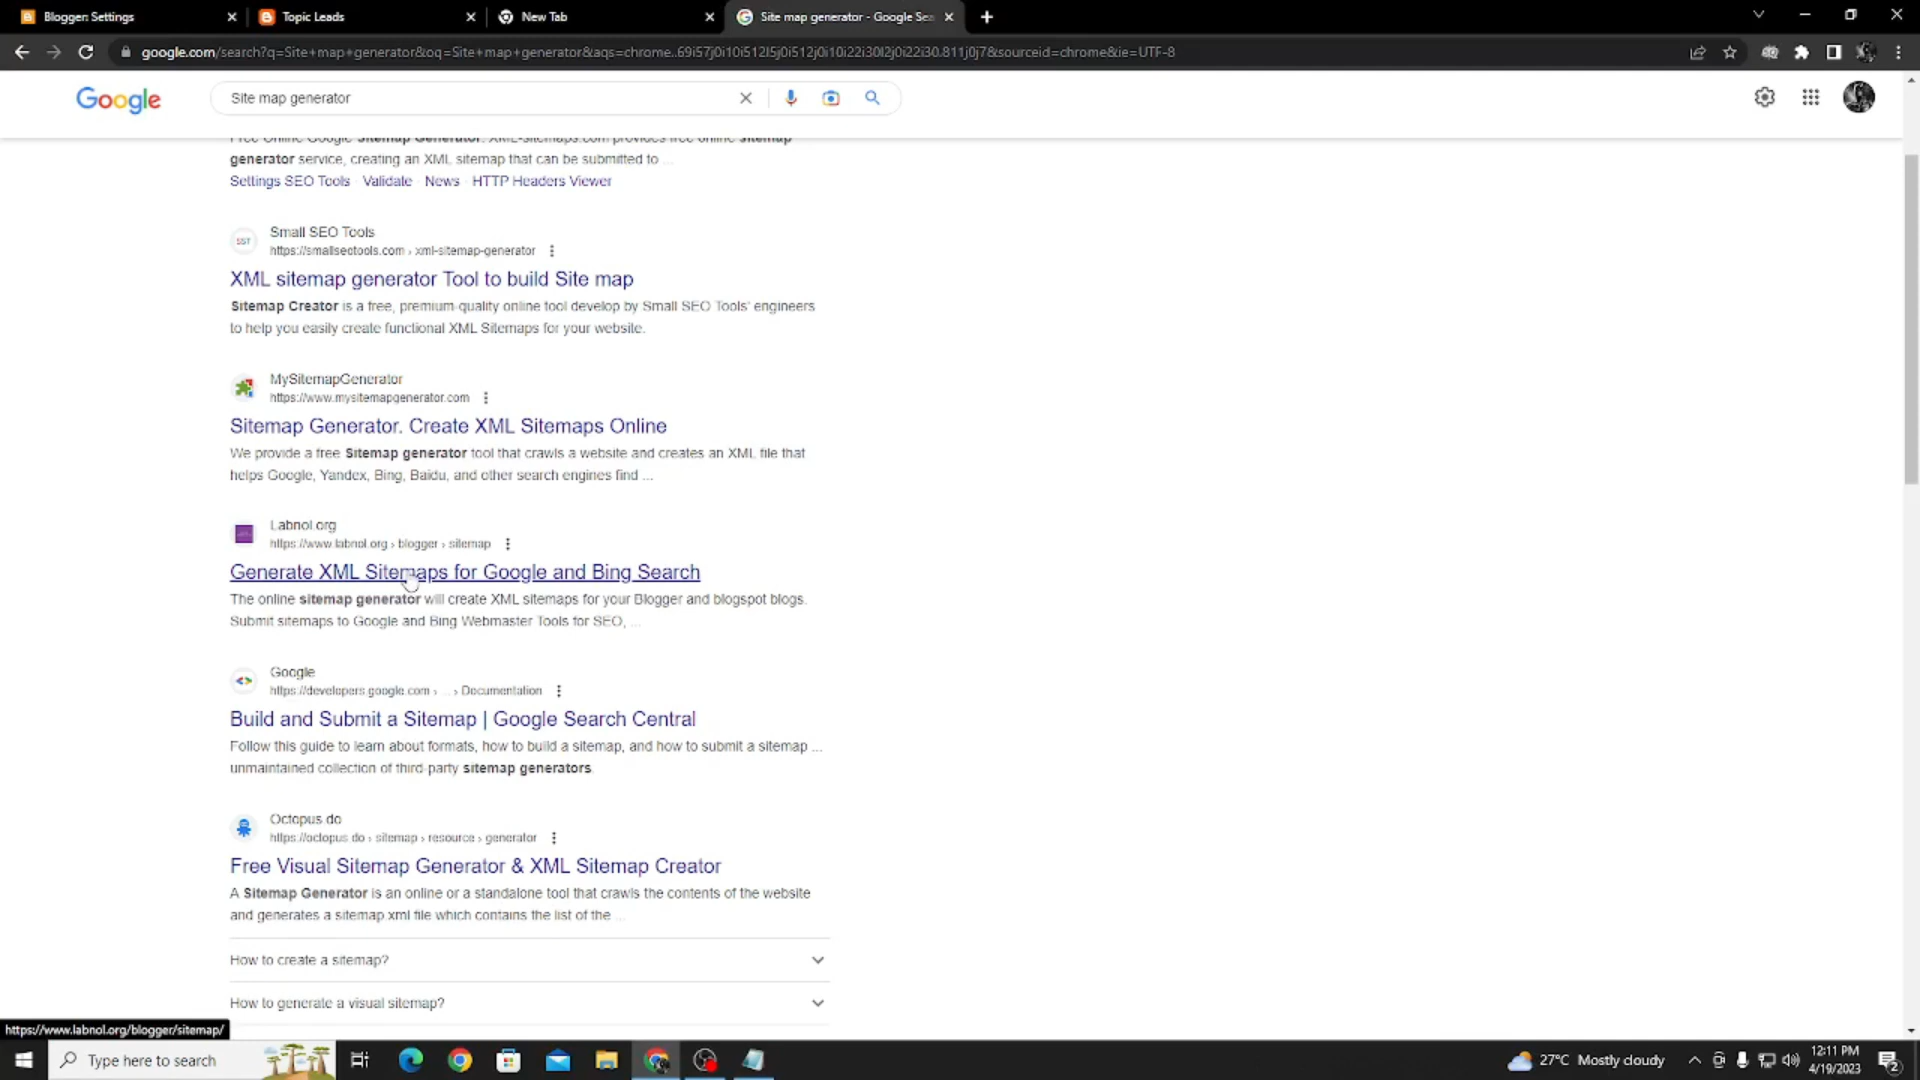 Blogger: Settings
Topic Leads
New Tab
Site map generator - Google Sea
google.com/search?q=Site+map+generator&oq=Site+map+generator&aqs=chrome..69i57j0i10i512l5j0i512j0i10i22i30l2j0i22i30.811j0j7&sourceid=chrome&ie=UTF-8
Google
Site map generator
Free Online Google Sitemap Generator. XML-sitemaps.com provides free online sitemap
generator service, creating an XML sitemap that can be submitted to ...
Settings SEO Tools · Validate · News · HTTP Headers Viewer
SST
Small SEO Tools
https://smallseotools.com › xml-sitemap-generator
XML sitemap generator Tool to build Site map
Sitemap Creator is a free, premium-quality online tool develop by Small SEO Tools' engineers
to help you easily create functional XML Sitemaps for your website.
MySitemapGenerator
https://www.mysitemapgenerator.com
Sitemap Generator. Create XML Sitemaps Online
We provide a free Sitemap generator tool that crawls a website and creates an XML file that
helps Google, Yandex, Bing, Baidu, and other search engines find ...
Labnol.org
https://www.labnol.org › blogger › sitemap
Generate XML Sitemaps for Google and Bing Search
The online sitemap generator will create XML sitemaps for your Blogger and blogspot blogs.
Submit sitemaps to Google and Bing Webmaster Tools for SEO, ...
Google
https://developers.google.com › ... › Documentation
Build and Submit a Sitemap | Google Search Central
Follow this guide to learn about formats, how to build a sitemap, and how to submit a sitemap ...
unmaintained collection of third-party sitemap generators.
Octopus.do
https://octopus.do › sitemap › resource › generator
Free Visual Sitemap Generator & XML Sitemap Creator
A Sitemap Generator is an online or a standalone tool that crawls the contents of the website
and generates a sitemap.xml file which contains the list of the ...
How to create a sitemap?
How to generate a visual sitemap?
https://www.labnol.org/blogger/sitemap/
Type here to search
27°C Mostly cloudy
12:11 PM
4/19/2023
2